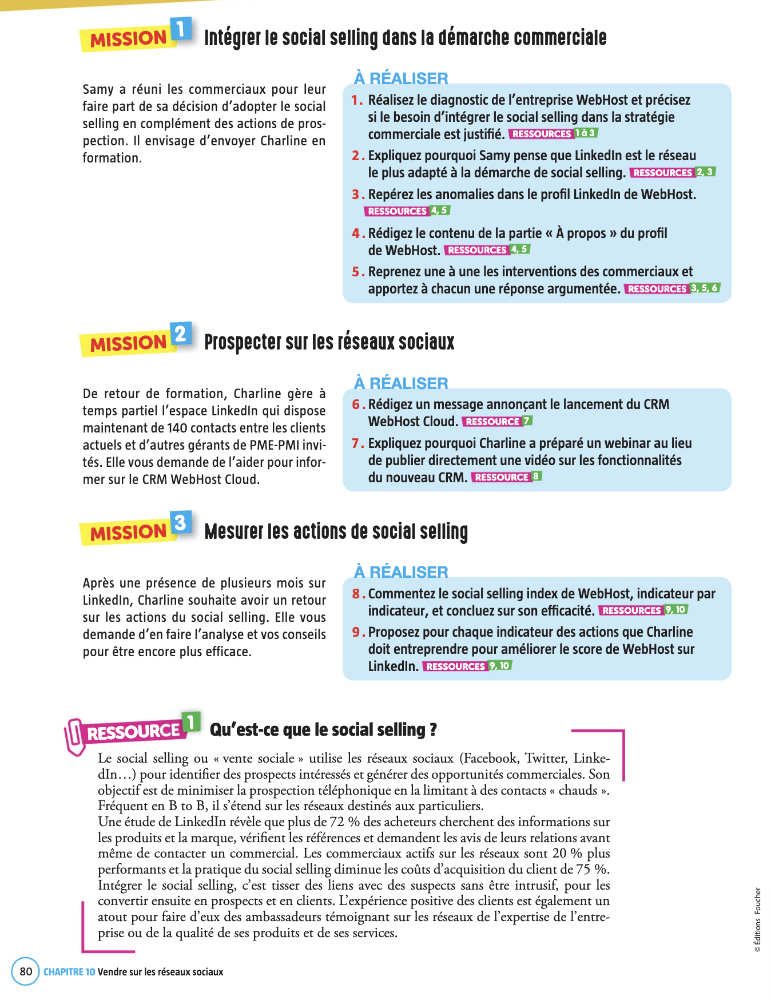 MISSION 1 Intégrer le social selling dans la démarche commerciale
Samy a réuni les commerciaux pour leur
faire part de sa décision d'adopter le social
selling en complément des actions de pros-
pection. Il envisage d'envoyer Charline en
formation.
À RÉALISER
1. Réalisez le diagnostic de l'entreprise WebHost et précisez
si le besoin d'intégrer le social selling dans la stratégie
commerciale est justifié. RESSOURCES 1 à 3
2. Expliquez pourquoi Samy pense que LinkedIn est le réseau
le plus adapté à la démarche de social selling. RESSOURCES 2, 3
3. Repérez les anomalies dans le profil LinkedIn de WebHost.
RESSOURCES 4, 5
4. Rédigez le contenu de la partie « À propos » du profil
de WebHost. RESSOURCES 4, 5
5. Reprenez une à une les interventions des commerciaux et
apportez à chacun une réponse argumentée. RESSOURCES 3, 5, 6
MISSION 2 Prospecter sur les réseaux sociaux
De retour de formation, Charline gère à
temps partiel l'espace LinkedIn qui dispose
maintenant de 140 contacts entre les clients
actuels et d'autres gérants de PME-PMI invi-
tés. Elle vous demande de l'aider pour infor-
mer sur le CRM WebHost Cloud.
À RÉALISER
6. Rédigez un message annonçant le lancement du CRM
WebHost Cloud. RESSOURCE 7
7. Expliquez pourquoi Charline a préparé un webinar au lieu
de publier directement une vidéo sur les fonctionnalités
du nouveau CRM. RESSOURCE 8
MISSION 3 Mesurer les actions de social selling
Après une présence de plusieurs mois sur
LinkedIn, Charline souhaite avoir un retour
sur les actions du social selling. Elle vous
demande d'en faire l'analyse et vos conseils
pour être encore plus efficace.
À RÉALISER
8. Commentez le social selling index de WebHost, indicateur par
indicateur, et concluez sur son efficacité. RESSOURCES 9, 10
9. Proposez pour chaque indicateur des actions que Charline
doit entreprendre pour améliorer le score de WebHost sur
LinkedIn. RESSOURCES 9, 10
RESSOURCE 1 Qu'est-ce que le social selling ?
Le social selling ou « vente sociale » utilise les réseaux sociaux (Facebook, Twitter, Linke-
dIn…) pour identifier des prospects intéressés et générer des opportunités commerciales. Son
objectif est de minimiser la prospection téléphonique en la limitant à des contacts « chauds ».
Fréquent en B to B, il s'étend sur les réseaux destinés aux particuliers.
Une étude de LinkedIn révèle que plus de 72 % des acheteurs cherchent des informations sur
les produits et la marque, vérifient les références et demandent les avis de leurs relations avant
même de contacter un commercial. Les commerciaux actifs sur les réseaux sont 20 % plus
performants et la pratique du social selling diminue les coûts d'acquisition du client de 75 %.
Intégrer le social selling, c'est tisser des liens avec des suspects sans être intrusif, pour les
convertir ensuite en prospects et en clients. L'expérience positive des clients est également un
atout pour faire d'eux des ambassadeurs témoignant sur les réseaux de l'expertise de l'entre-
prise ou de la qualité de ses produits et de ses services.
© Éditions Foucher
80 CHAPITRE 10 Vendre sur les réseaux sociaux